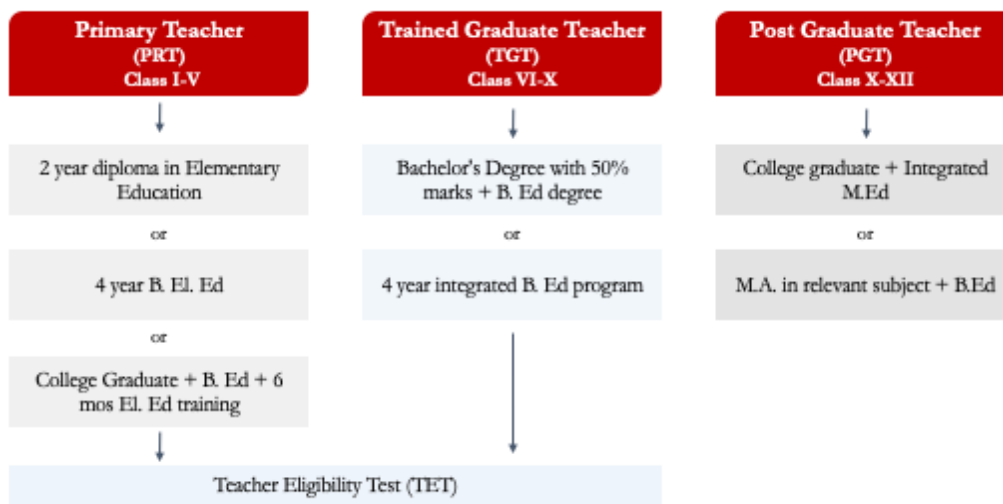 Primary Teacher
(PRT)
Class I-V
2 year diploma in Elementary
Education
or
4 year B. El. Ed
or
College Graduate + B. Ed + 6
mos El. Ed training
Trained Graduate Teacher
(TGT)
Class VI-X
Bachelor's Degree with 50%
marks + B. Ed degree
or
4 year integrated B. Ed program
Post Graduate Teacher
(PGT)
Class X-XII
College graduate + Integrated
M.Ed
or
M.A. in relevant subject + B.Ed
Teacher Eligibility Test (TET)